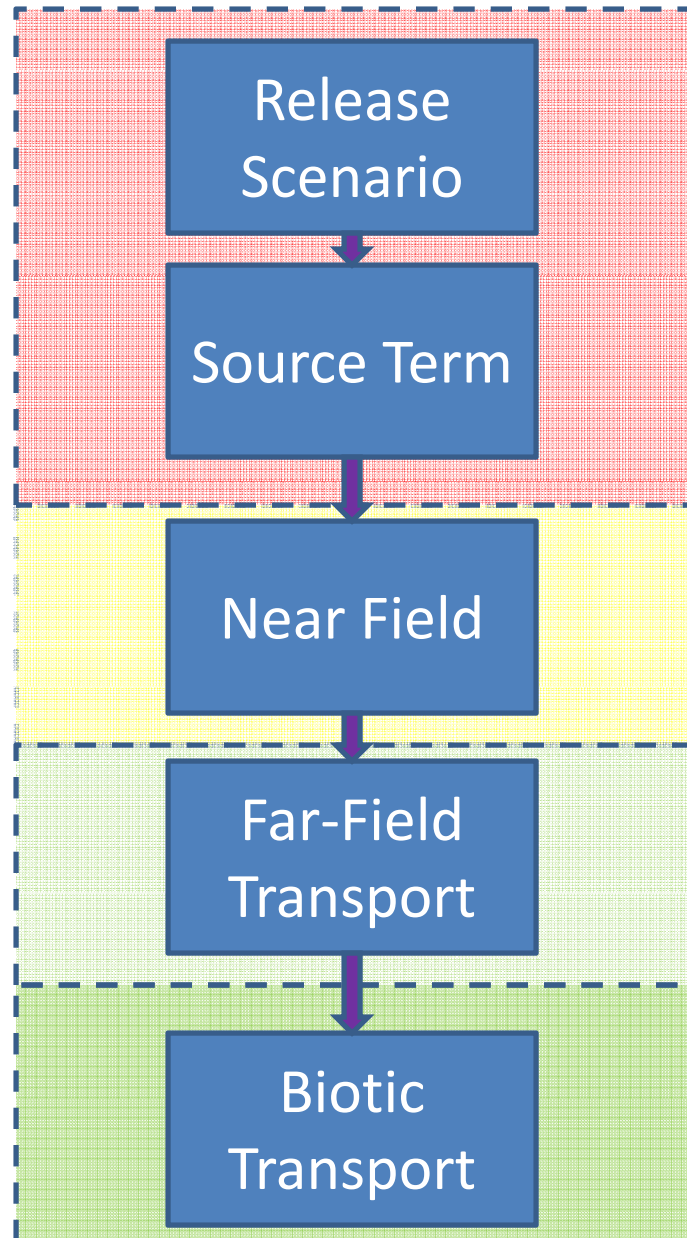 Release
Scenario
Source Term
Near Field
Far-Field
Transport
Biotic
Transport